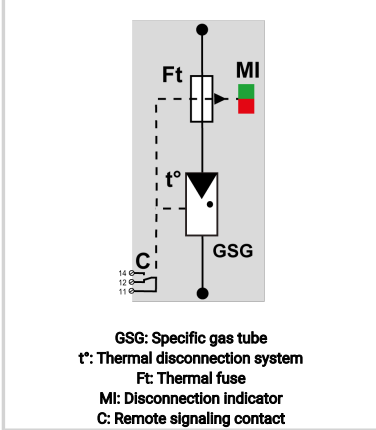 Ft
MI
t°
GSG
C
14
12
11
GSG: Specific gas tube
t°: Thermal disconnection system
Ft: Thermal fuse
MI: Disconnection indicator
C: Remote signaling contact